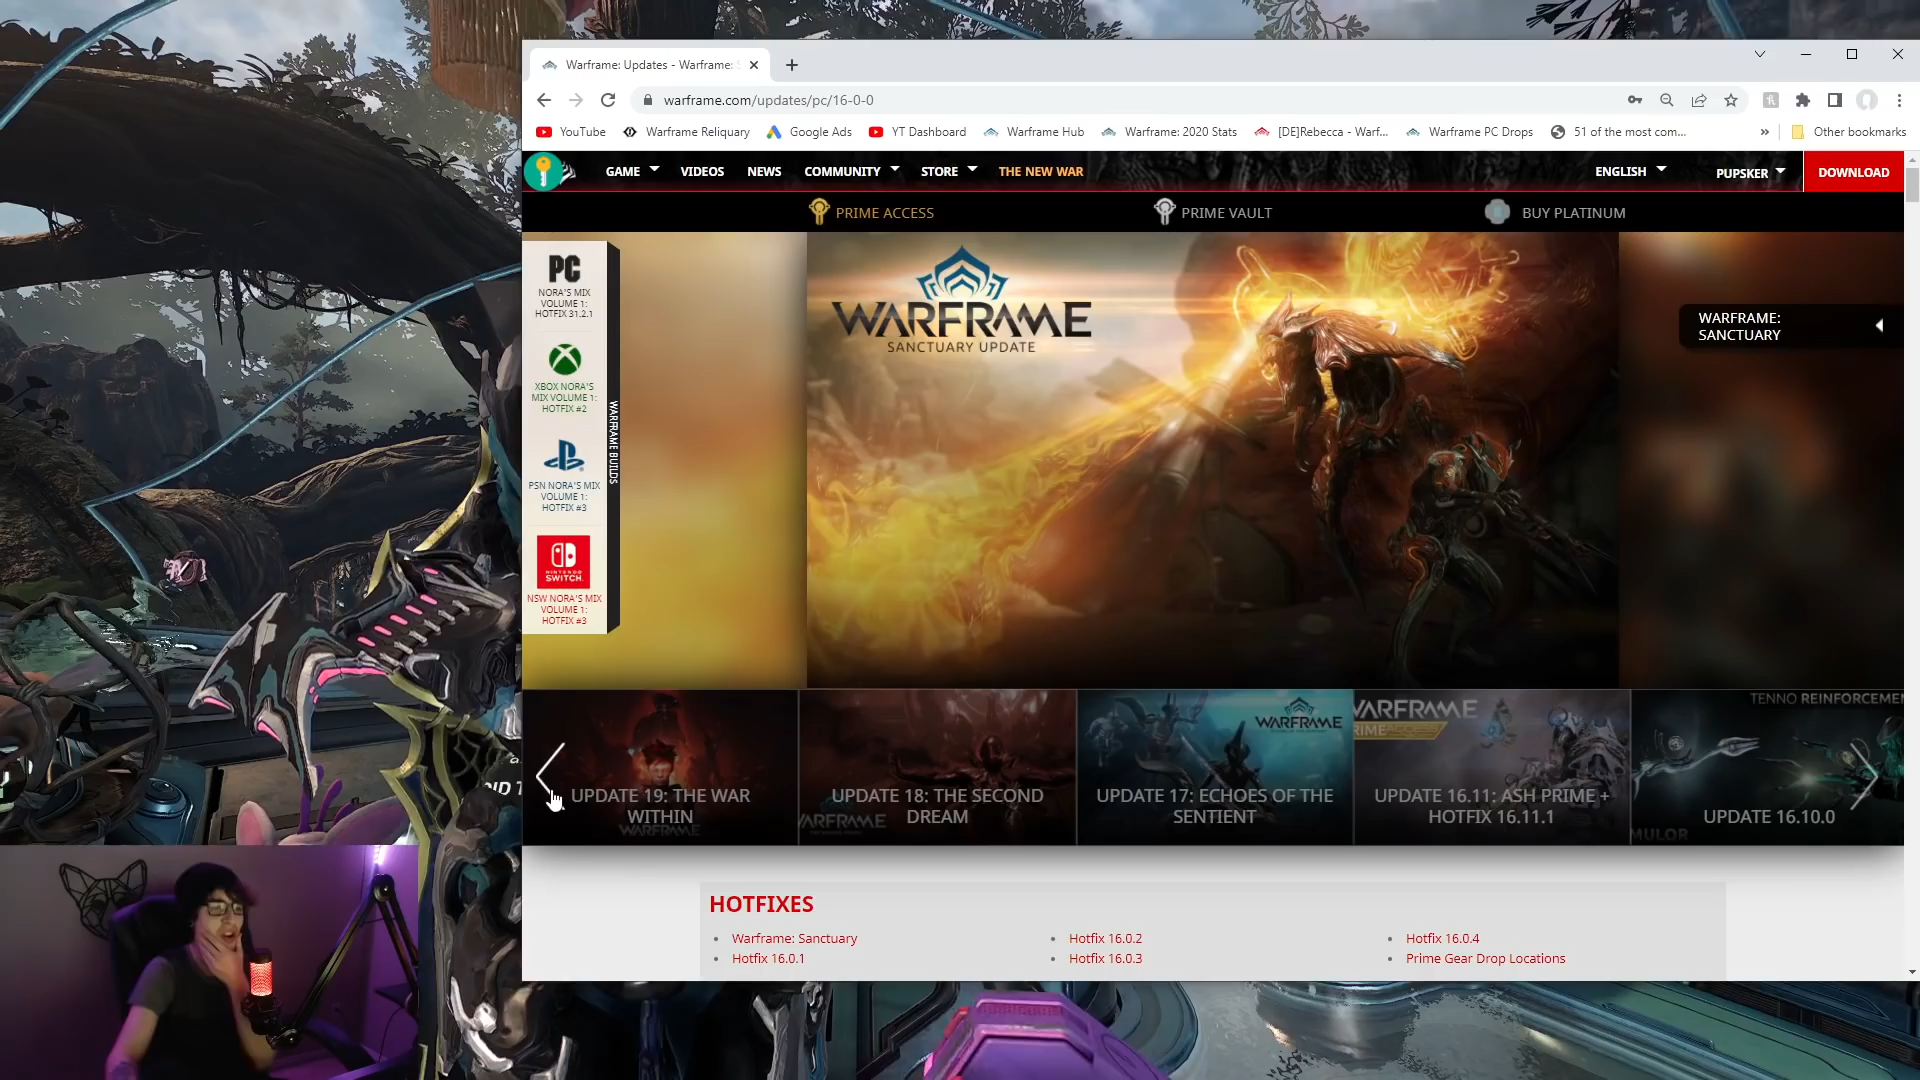 Warframe: Updates - Warframe:
warframe.com/updates/pc/16-0-0
YouTube
Warframe Reliquary
Google Ads
YT Dashboard
Warframe Hub
Warframe: 2020 Stats
[DE]Rebecca - Warf...
Warframe PC Drops
51 of the most com...
»
Other bookmarks
GAME
VIDEOS
NEWS
COMMUNITY
STORE
THE NEW WAR
ENGLISH
PUPSKER
DOWNLOAD
PRIME ACCESS
PRIME VAULT
BUY PLATINUM
PC
NORA'S MIX
VOLUME 1:
HOTFIX 31.2.1
XBOX NORA'S
MIX VOLUME 1:
HOTFIX #2
PSN NORA'S MIX
VOLUME 1:
HOTFIX #3
NINTENDO
SWITCH
NSW NORA'S MIX
VOLUME 1:
HOTFIX #3
WARFRAME BUILDS
WARFRAME
SANCTUARY UPDATE
WARFRAME:
SANCTUARY
UPDATE 19: THE WAR
WITHIN
WARFRAME
UPDATE 18: THE SECOND
DREAM
WARFRAME
WARFRAME
UPDATE 17: ECHOES OF THE
SENTIENT
WARFRAME
UPDATE 16.11: ASH PRIME +
HOTFIX 16.11.1
TENNO REINFORCEMEN
UPDATE 16.10.0
MULOR
HOTFIXES
Warframe: Sanctuary
Hotfix 16.0.1
Hotfix 16.0.2
Hotfix 16.0.3
Hotfix 16.0.4
Prime Gear Drop Locations